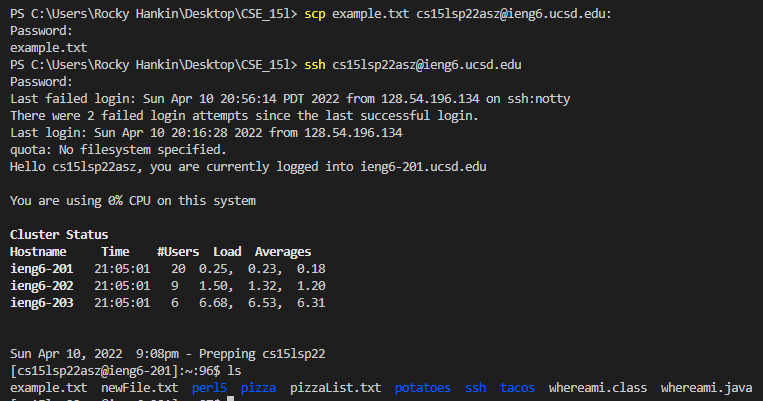 PS C:\Users\Rocky Hankin\Desktop\CSE_15l> scp example.txt cs15lsp22asz@ieng6.ucsd.edu:
Password:
example.txt
PS C:\Users\Rocky Hankin\Desktop\CSE_15l> ssh cs15lsp22asz@ieng6.ucsd.edu
Password:
Last failed login: Sun Apr 10 20:56:14 PDT 2022 from 128.54.196.134 on ssh:notty
There were 2 failed login attempts since the last successful login.
Last login: Sun Apr 10 20:16:28 2022 from 128.54.196.134
quota: No filesystem specified.
Hello cs15lsp22asz, you are currently logged into ieng6-201.ucsd.edu
You are using 0% CPU on this system
Cluster Status
Hostname     Time    #Users  Load  Averages
ieng6-201   21:05:01   20  0.25,  0.23,  0.18
ieng6-202   21:05:01   9   1.50,  1.32,  1.20
ieng6-203   21:05:01   6   6.68,  6.53,  6.31
Sun Apr 10, 2022  9:08pm - Prepping cs15lsp22
[cs15lsp22asz@ieng6-201]:~:96$ ls
example.txt  newFile.txt  perl5  pizza  pizzaList.txt  potatoes  ssh  tacos  whereami.class  whereami.java